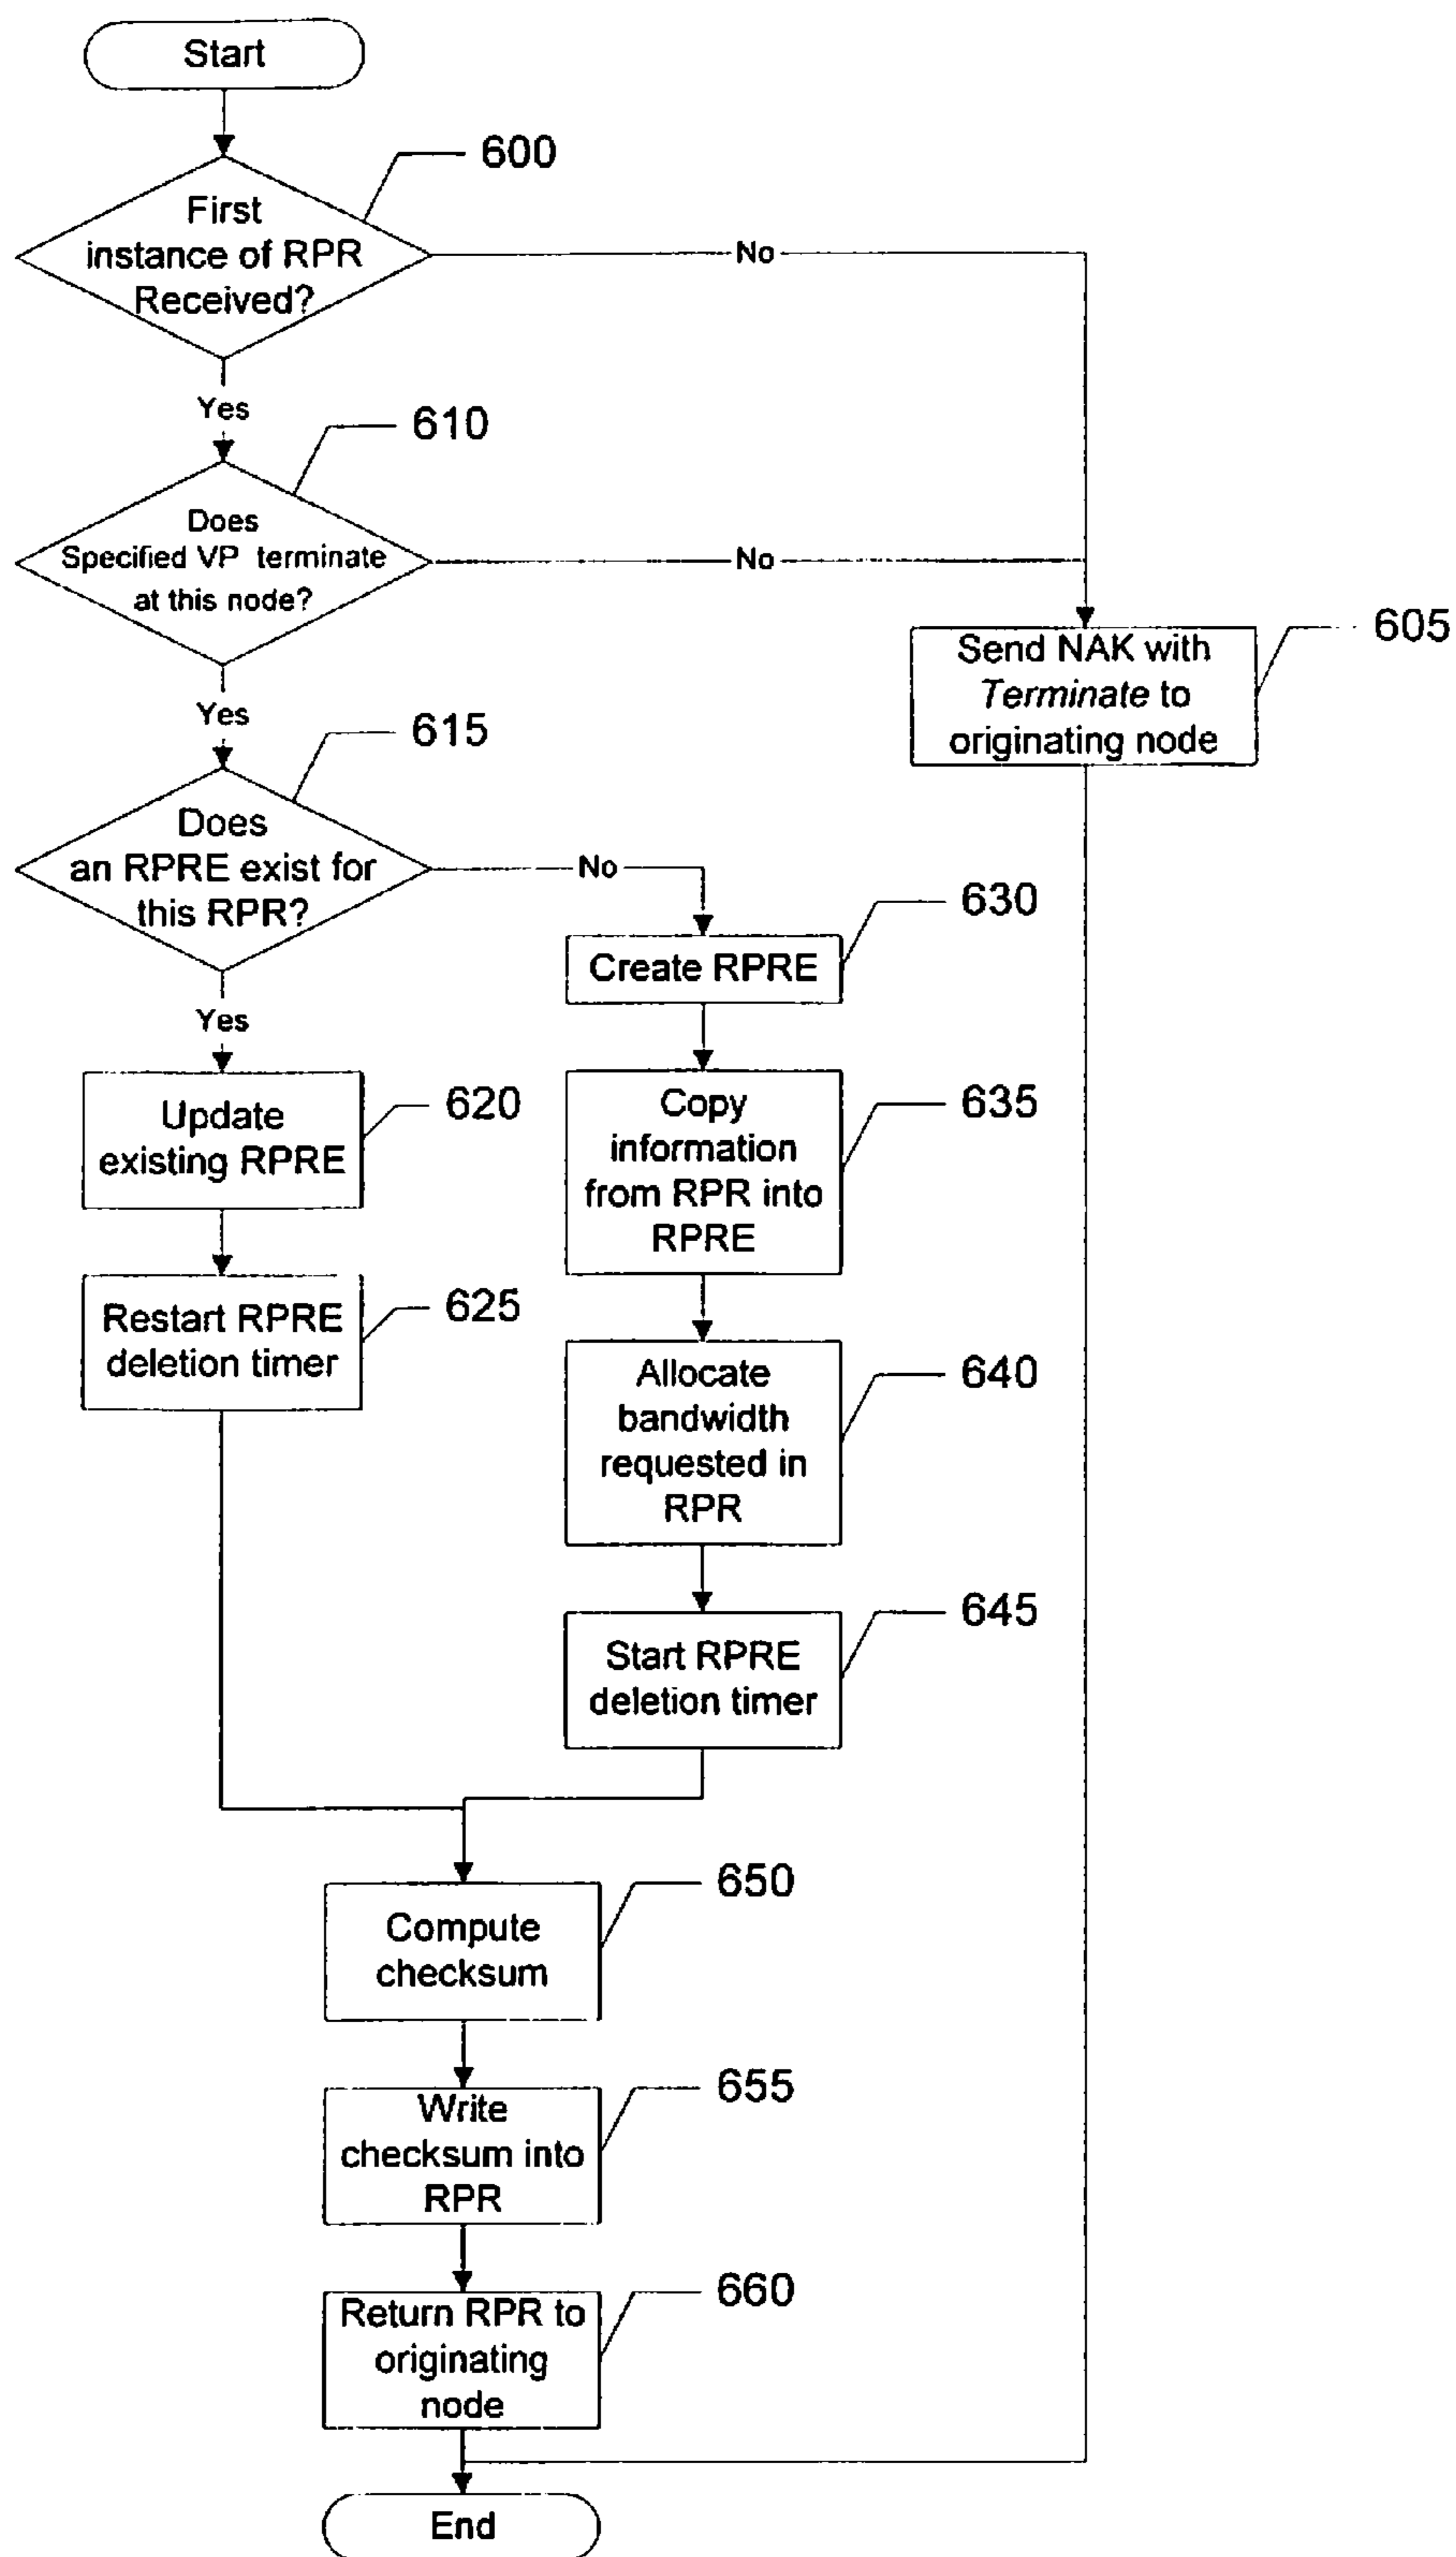 Start
600
First
instance of RPR
Received?
No
Yes
610
Does
Specified VP terminate
at this node?
No
605
Send NAK with
Terminate to
originating node
Yes
615
Does
an RPRE exist for
this RPR?
No
630
Create RPRE
Yes
620
Update
existing RPRE
635
Copy
information
from RPR into
RPRE
625
Restart RPRE
deletion timer
640
Allocate
bandwidth
requested in
RPR
645
Start RPRE
deletion timer
650
Compute
checksum
655
Write
checksum into
RPR
660
Return RPR to
originating
node
End